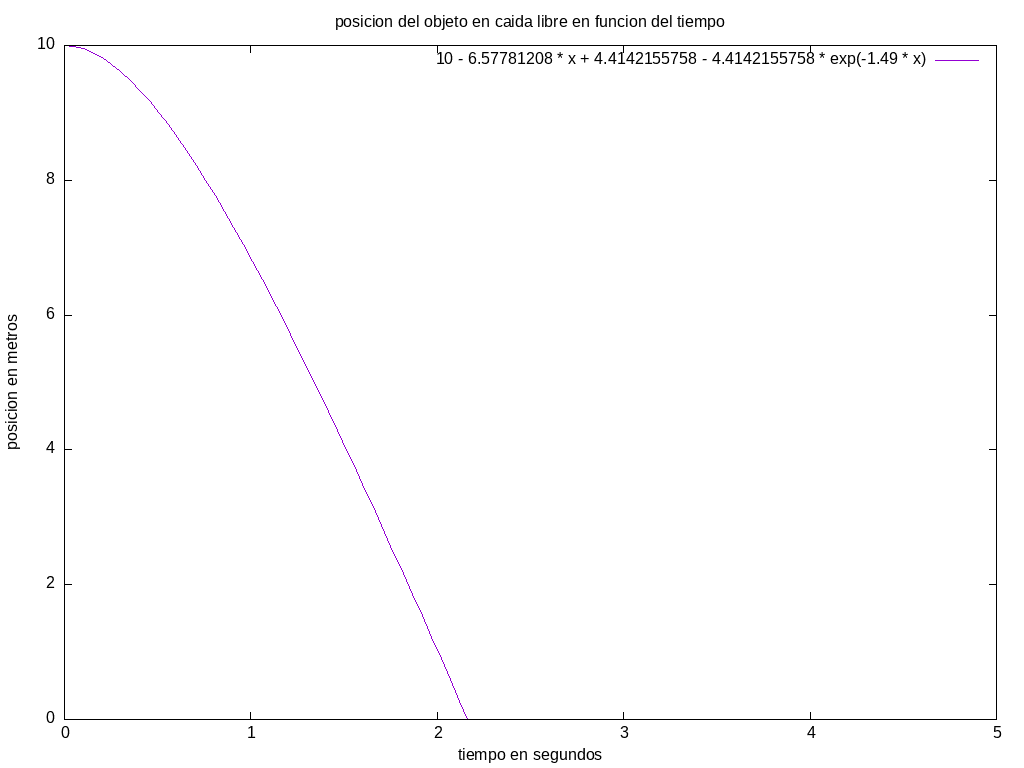 posicion del objeto en caida libre en funcion del tiempo
10 - 6.57781208 * x + 4.4142155758 - 4.4142155758 * exp(-1.49 * x)
10
8
6
4
2
0
posicion en metros
0 1 2 3 4 5
tiempo en segundos